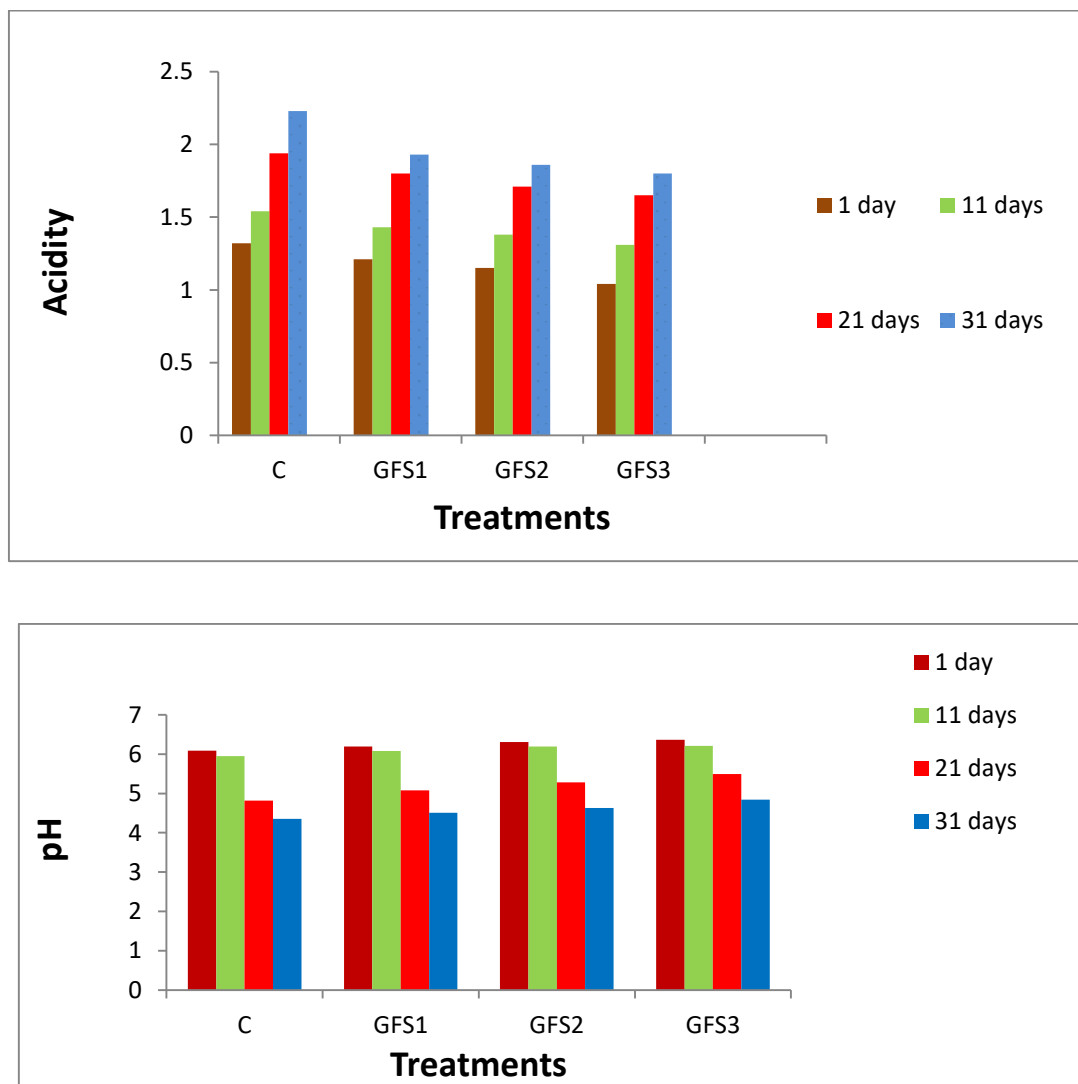 2.5
2
1.5
1
0.5
0
Acidity
C GFS1 GFS2 GFS3
Treatments
1 day 11 days
21 days 31 days
7
6
5
4
3
2
1
0
pH
C GFS1 GFS2 GFS3
Treatments
1 day
11 days
21 days
31 days